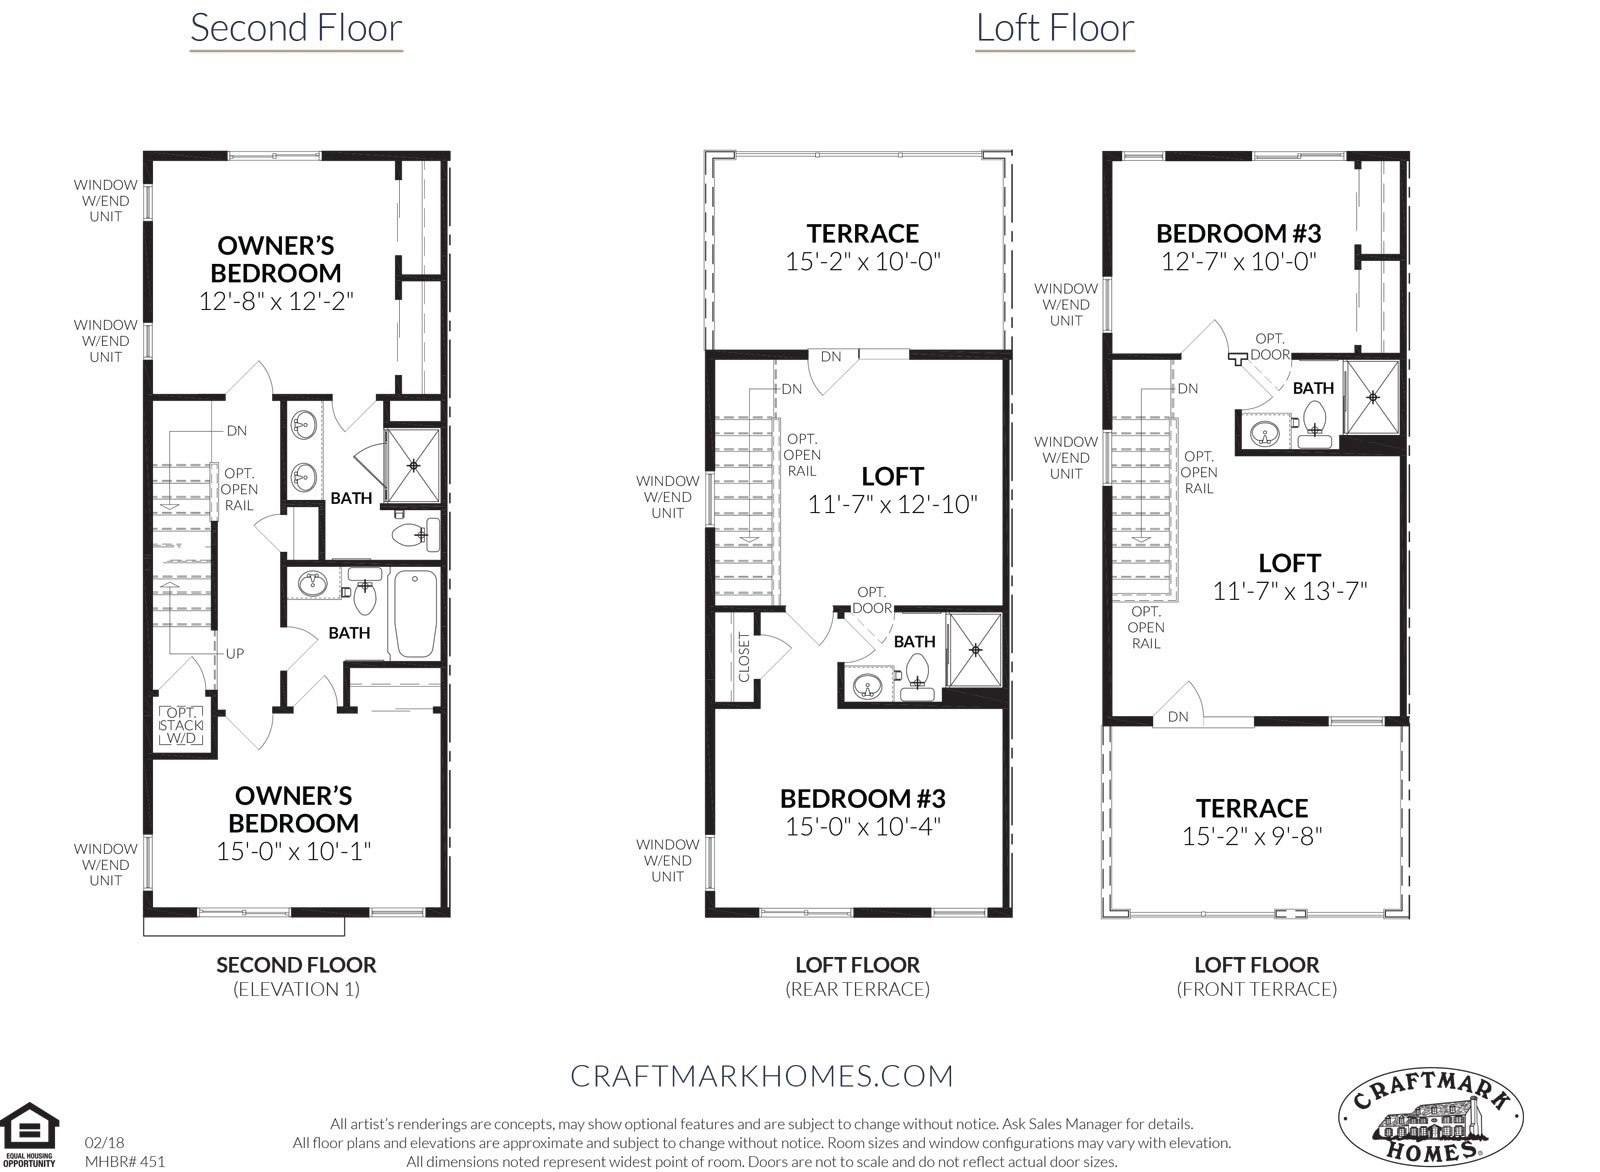 Second Floor
Loft Floor
WINDOW
W/END
UNIT
OWNER’S
BEDROOM
12'-8" x 12'-2"
WINDOW
W/END
UNIT
DN
OPT.
OPEN
RAIL
BATH
BATH
UP
OPT.
STACK
W/D
OWNER’S
BEDROOM
15'-0" x 10'-1"
WINDOW
W/END
UNIT
SECOND FLOOR
(ELEVATION 1)
TERRACE
15'-2" x 10'-0"
DN
DN
OPT.
OPEN
RAIL
LOFT
11'-7" x 12'-10"
WINDOW
W/END
UNIT
OPT.
DOOR
CLOSET
BATH
BEDROOM #3
15'-0" x 10'-4"
WINDOW
W/END
UNIT
LOFT FLOOR
(REAR TERRACE)
BEDROOM #3
12'-7" x 10'-0"
WINDOW
W/END
UNIT
OPT.
DOOR
DN
BATH
WINDOW
W/END
UNIT
OPT.
OPEN
RAIL
LOFT
11'-7" x 13'-7"
OPT.
OPEN
RAIL
DN
TERRACE
15'-2" x 9'-8"
LOFT FLOOR
(FRONT TERRACE)
CRAFTMARKHOMES.COM
EQUAL HOUSING
OPPORTUNITY
02/18
MHBR# 451
All artist’s renderings are concepts, may show optional features and are subject to change without notice. Ask Sales Manager for details.
All floor plans and elevations are approximate and subject to change without notice. Room sizes and window configurations may vary with elevation.
All dimensions noted represent widest point of room. Doors are not to scale and do not reflect actual door sizes.
CRAFTMARK
HOMES®